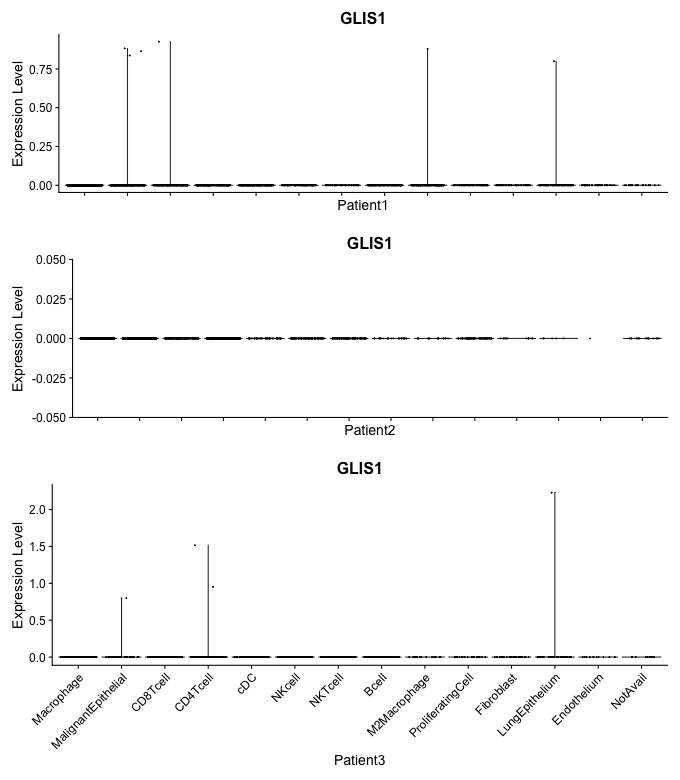 GLIS1
Expression Level
0.75
0.50
0.25
0.00
Patient1
GLIS1
Expression Level
0.050
0.025
0.000
-0.025
-0.050
Patient2
GLIS1
Expression Level
2.0
1.5
1.0
0.5
0.0
Macrophage
MalignantEpithelial
CD8Tcell
CD4Tcell
cDC
NKcell
NKTcell
Bcell
M2Macrophage
ProliferatingCell
Fibroblast
LungEpithelium
Endothelium
NotAvail
Patient3